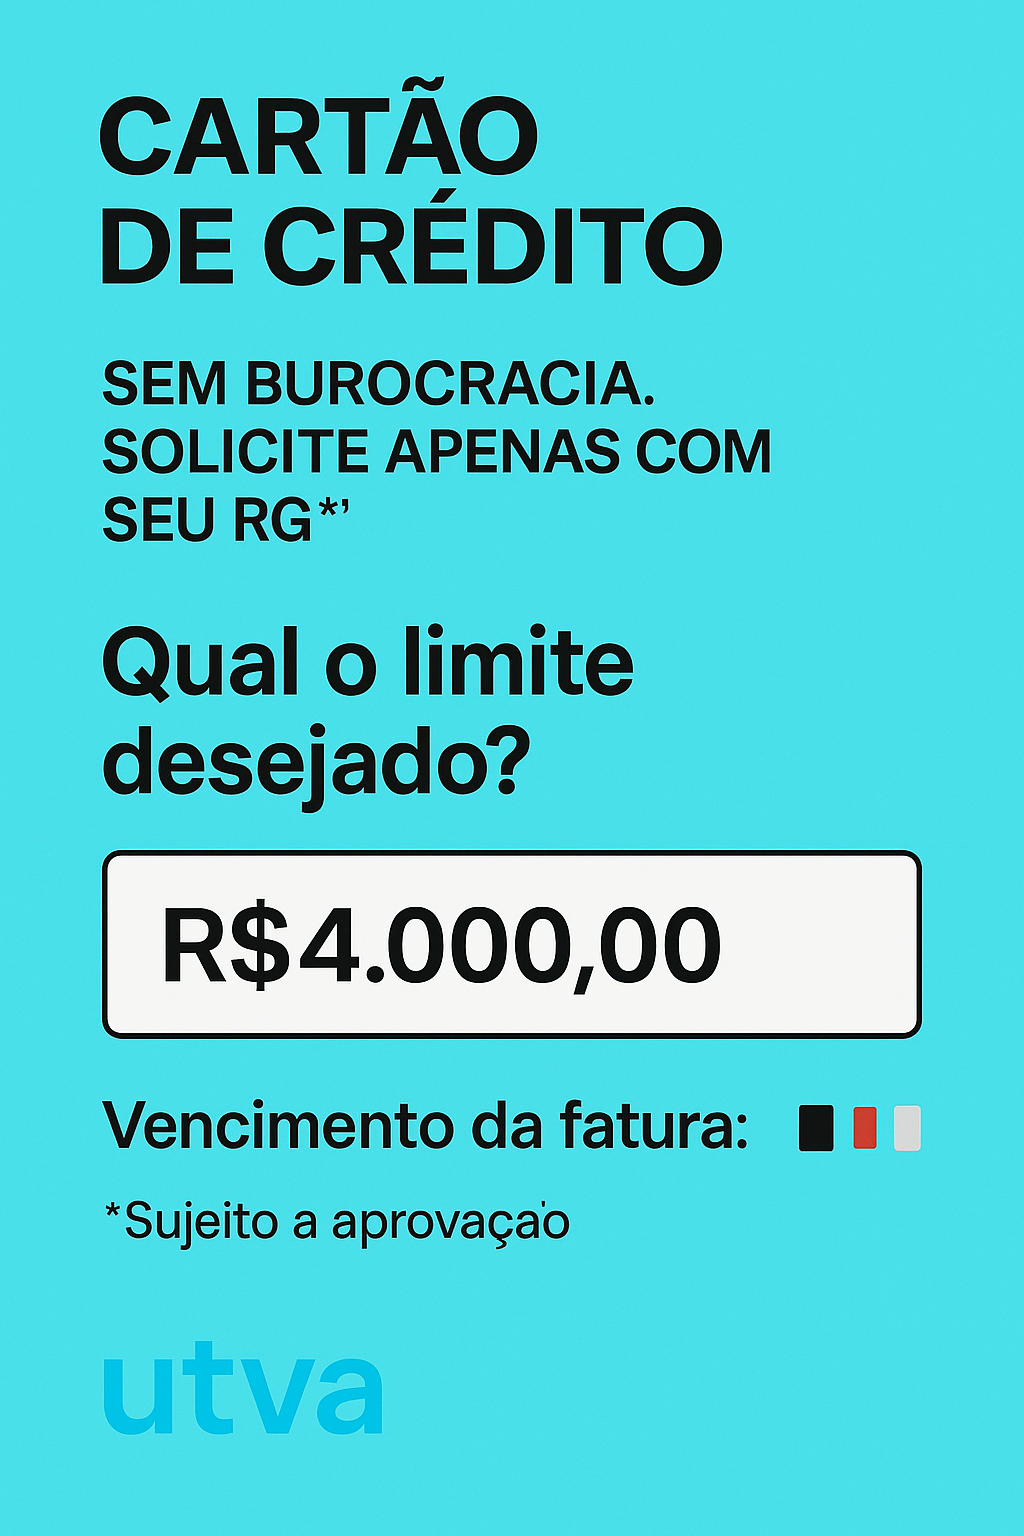 CARTÃO
DE CRÉDITO
SEM BUROCRACIA.
SOLICITE APENAS COM
SEU RG*’
Qual o limite
desejado?
R$4.000,00
Vencimento da fatura:
*Sujeito a aprovaça'o
utva